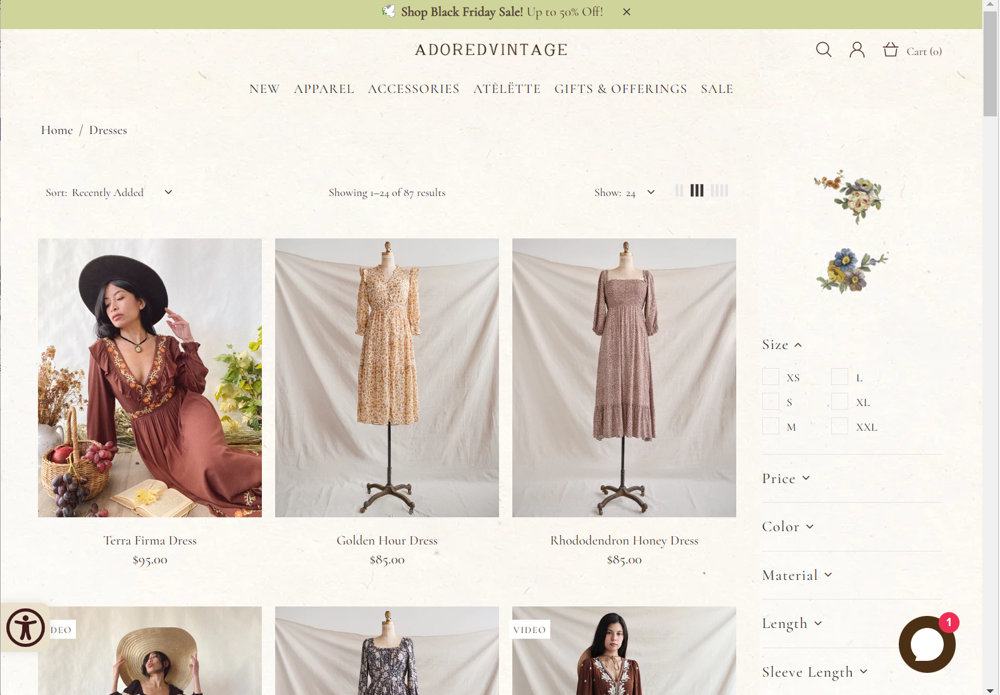 Shop Black Friday Sale! Up to 50% Off!
ADOREDVINTAGE
Cart (0)
NEW APPAREL ACCESSORIES ATÈLËTTE GIFTS & OFFERINGS SALE
Home / Dresses
Sort: Recently Added
Showing 1–24 of 87 results
Show: 24
Terra Firma Dress
$95.00
Golden Hour Dress
$85.00
Rhododendron Honey Dress
$85.00
DEO
VIDEO
Size
XS
L
S
XL
M
XXL
Price
Color
Material
Length
Sleeve Length
1